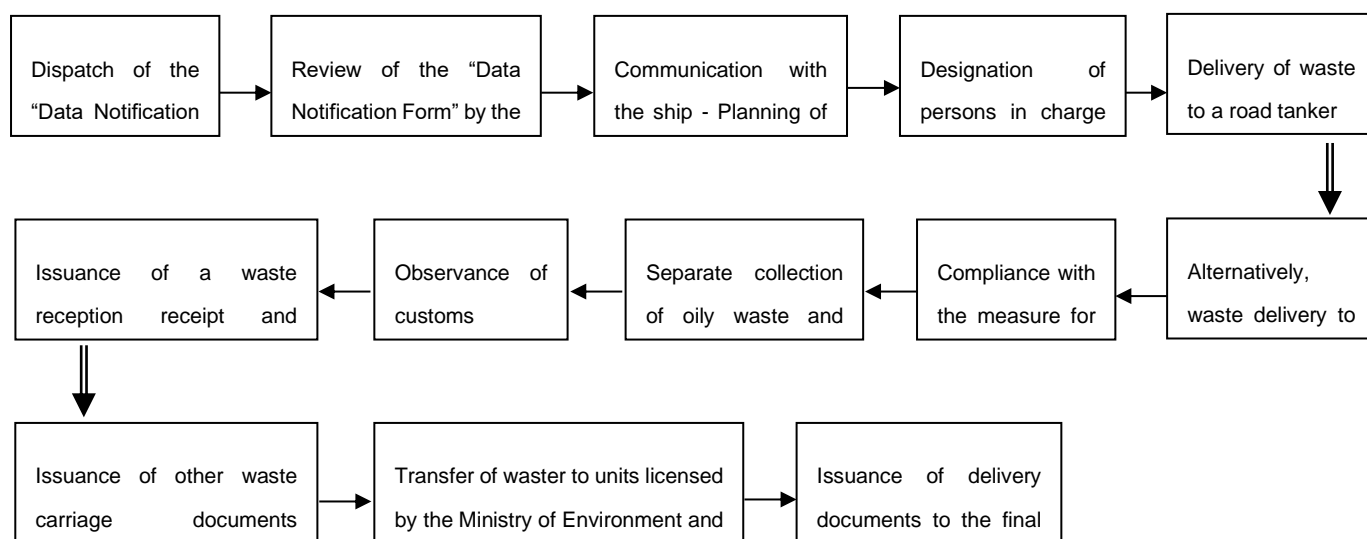 Dispatch of the
“Data Notification
Review of the “Data
Notification Form” by the
Communication with
the ship - Planning of
Designation of
persons in charge
Delivery of waste
to a road tanker
Alternatively,
waste delivery to
Compliance with
the measure for
Separate collection
of oily waste and
Observance of
customs
Issuance of a waste
reception receipt and
Issuance of other waste
carriage documents
Transfer of waster to units licensed
by the Ministry of Environment and
Issuance of delivery
documents to the final